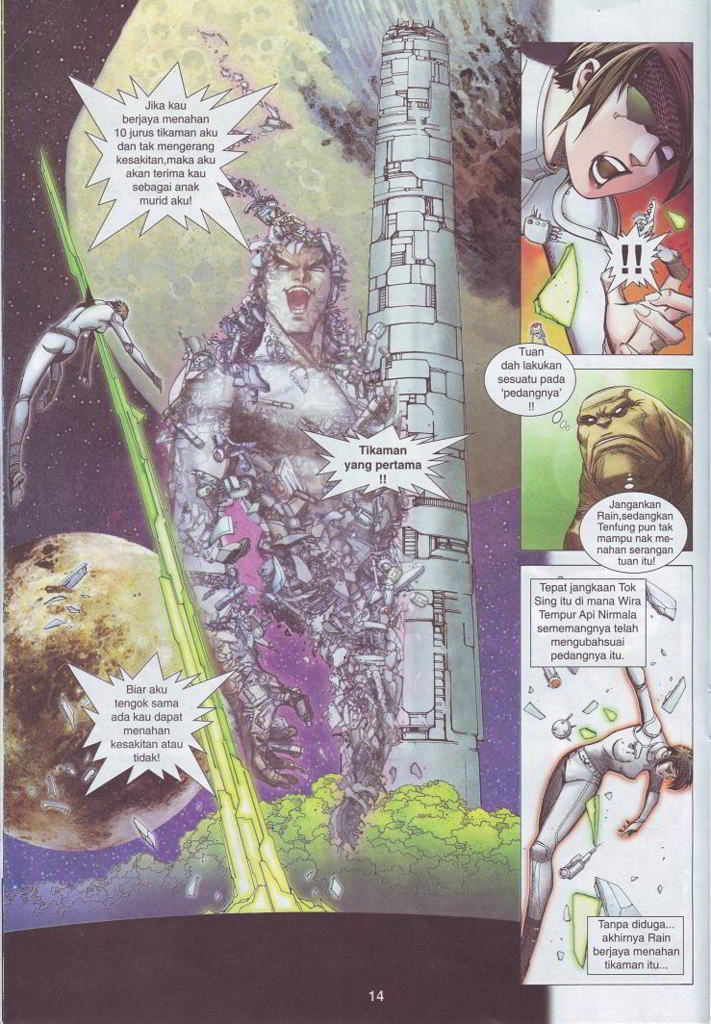 Jika kau
berjaya menahan
10 jurus tikaman aku
dan tak mengerang
kesakitan,maka aku
akan terima kau
sebagai anak
murid aku!
Tikaman
yang pertama
!!
Biar aku
tengok sama
ada kau dapat
menahan
kesakitan atau
tidak!
!!
Tuan
dah lakukan
sesuatu pada
'pedangnya'
!!
Jangankan
Rain,sedangkan
Tenfung pun tak
mampu nak me-
nahan serangan
tuan itu!
Tepat jangkaan Tok
Sing itu di mana Wira
Tempur Api Nirmala
sememangnya telah
mengubahsuai
pedangnya itu.
Tanpa diduga...
akhirnya Rain
berjaya menahan
tikaman itu...
14